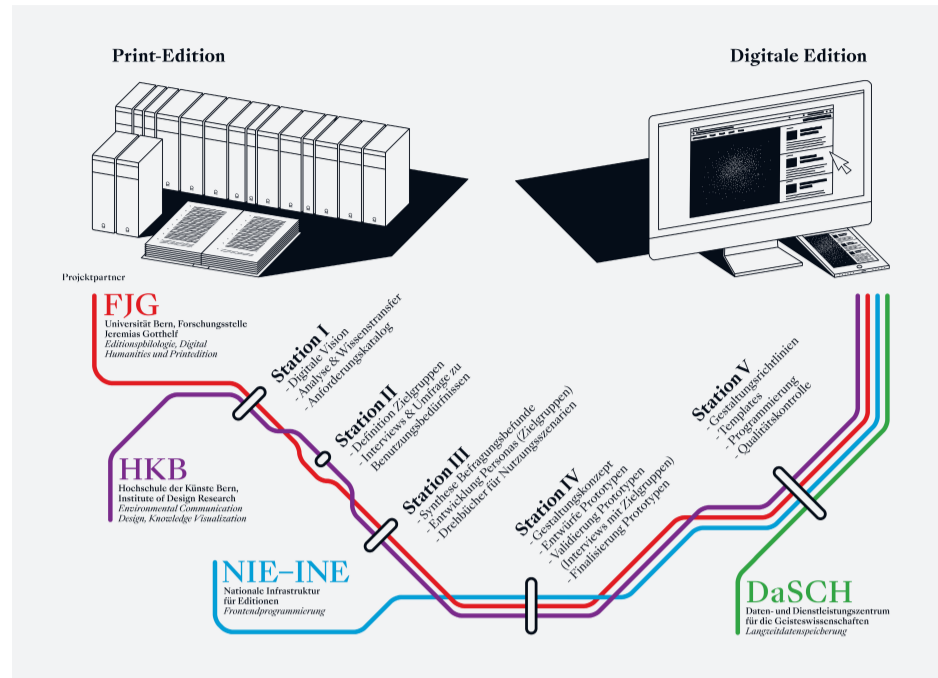 Print-Edition
Digitale Edition
Projektpartner
FJG
Universität Bern, Forschungsstelle
Jeremias Gotthelf
Editionsphilologie, Digital
Humanities und Printedition
Station I
- Digitale Vision
- Analyse & Wissenstransfer
- Anforderungskatalog
Station II
- Definition Zielgruppen
- Interviews & Umfrage zu
Benutzungsbedürfnissen
Station III
- Synthese Befragungsbefunde
- Entwicklung Personas (Zielgruppen)
- Drehbücher für Nutzungsszenarien
Station IV
- Gestaltungskonzept
- Entwürfe Prototypen
- Validierung Prototypen
(Interviews mit Zielgruppen)
- Finalisierung Prototypen
Station V
- Gestaltungsrichtlinien
- Templates
- Programmierung
- Qualitätskontrolle
HKB
Hochschule der Künste Bern,
Institute of Design Research
Environmental Communication
Design, Knowledge Visualization
NIE–INE
Nationale Infrastruktur
für Editionen
Frontendprogrammierung
DaSCH
Daten- und Dienstleistungszentrum
für die Geisteswissenschaften
Langzeitdatenspeicherung